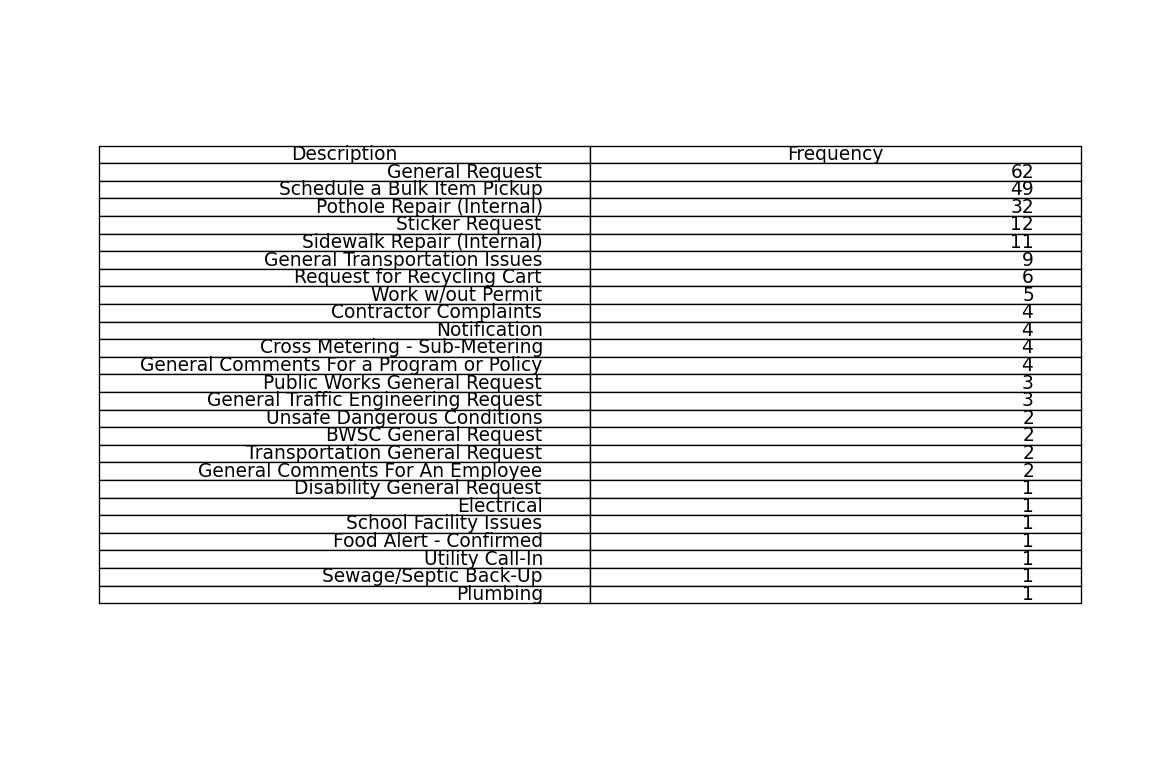 Description Frequency
General Request 62
Schedule a Bulk Item Pickup 49
Pothole Repair (Internal) 32
Sticker Request 12
Sidewalk Repair (Internal) 11
General Transportation Issues 9
Request for Recycling Cart 6
Work w/out Permit 5
Contractor Complaints 4
Notification 4
Cross Metering - Sub-Metering 4
General Comments For a Program or Policy 4
Public Works General Request 3
General Traffic Engineering Request 3
Unsafe Dangerous Conditions 2
BWSC General Request 2
Transportation General Request 2
General Comments For An Employee 2
Disability General Request 1
Electrical 1
School Facility Issues 1
Food Alert - Confirmed 1
Utility Call-In 1
Sewage/Septic Back-Up 1
Plumbing 1